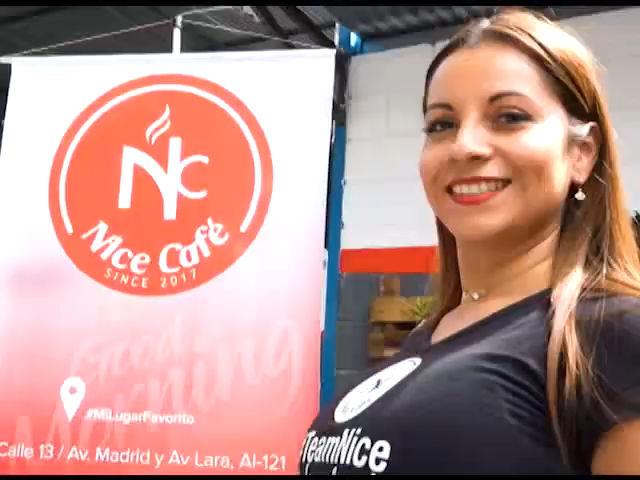 Nc
Nice Café
SINCE 2017
Good
Morning
#MiLugarFavorito
Calle 13 / Av. Madrid y Av Lara, Al-121
#TeamNice